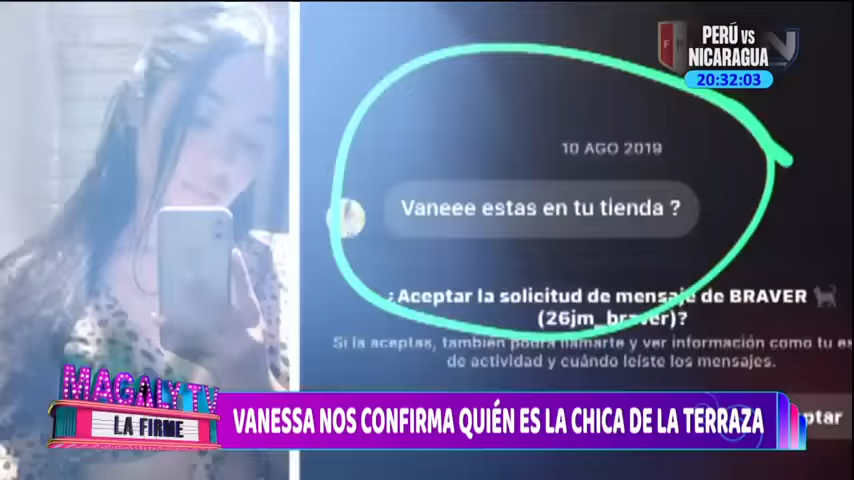 PERÚ vs
NICARAGUA
20:32:03
10 AGO 2019
Vaneee estas en tu tienda ?
¿Aceptar la solicitud de mensaje de BRAVER
(26jm_braver)?
Si la aceptas, también podrá llamarte y ver información como tu es
de actividad y cuándo leíste los mensajes.
ptar
MAGALY TV
LA FIRME
VANESSA NOS CONFIRMA QUIÉN ES LA CHICA DE LA TERRAZA